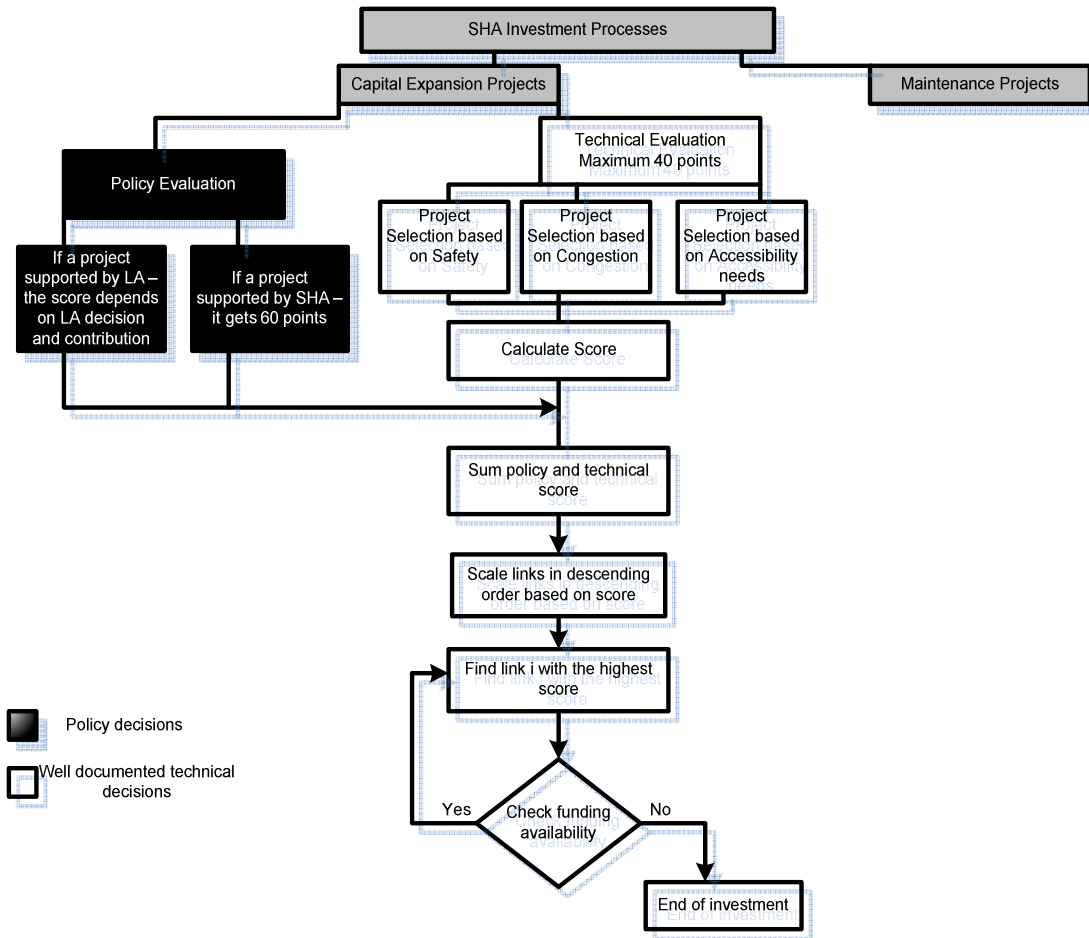 SHA Investment Processes
Capital Expansion Projects
Maintenance Projects
Technical Evaluation
Maximum 40 points
Policy Evaluation
Project
Selection based
on Safety
Project
Selection based
on Congestion
Project
Selection based
on Accessibility
needs
If a project
supported by LA –
the score depends
on LA decision
and contribution
If a project
supported by SHA –
it gets 60 points
Calculate Score
Sum policy and technical
score
Scale links in descending
order based on score
Find link i with the highest
score
Policy decisions
Well documented technical
decisions
Yes
Check funding
availability
No
End of investment